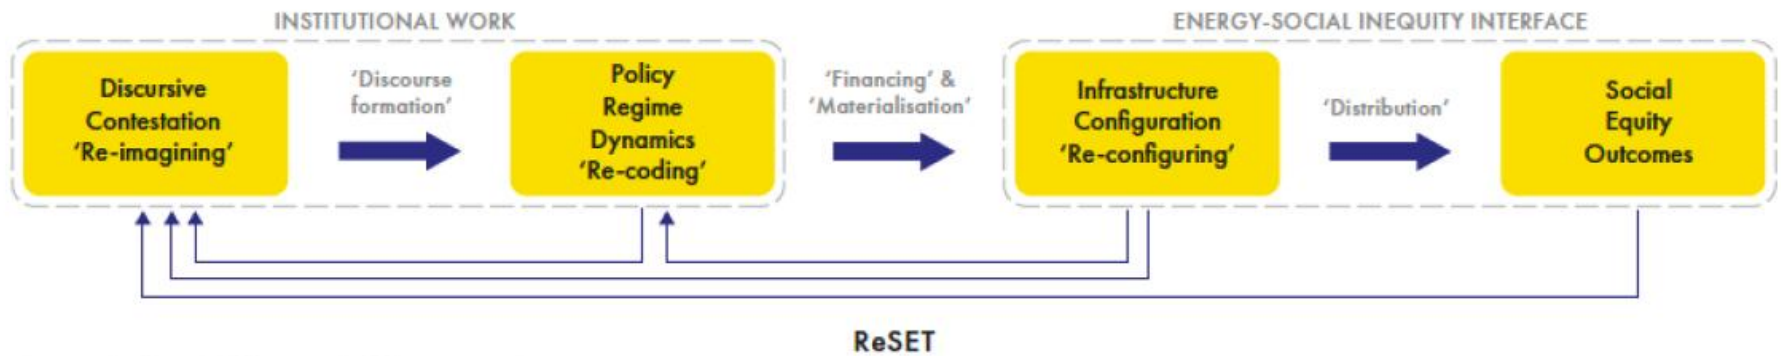 INSTITUTIONAL WORK
ENERGY-SOCIAL INEQUITY INTERFACE
Discursive
Contestation
‘Re-imagining’
‘Discourse
formation’
Policy
Regime
Dynamics
‘Re-coding’
‘Financing’ &
‘Materialisation’
Infrastructure
Configuration
‘Re-configuring’
‘Distribution’
Social
Equity
Outcomes
ReSET